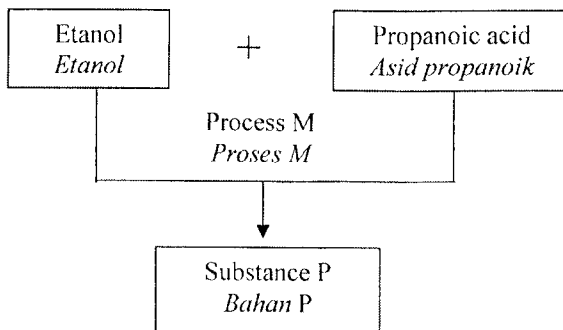 Etanol
Etanol
+
Propanoic acid
Asid propanoik
Process M
Proses M
Substance P
Bahan P